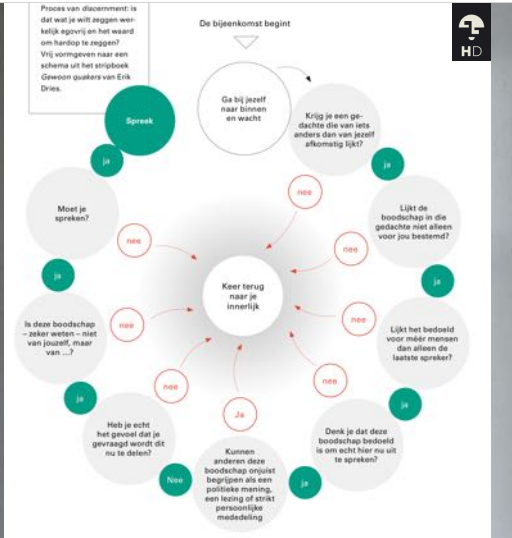 Proces van discernment: is
dat wat je wilt zeggen wer-
kelijk egovrij en het waard
om hardop te zeggen?
Vrij vormgeven naar een
schema uit het stripboek
Gewoon quakers van Erik
Dries.
De bijeenkomst begint
HD
Ga bij jezelf
naar binnen
en wacht
Krijg je een ge-
dachte die van iets
anders dan van jezelf
afkomstig lijkt?
ja
nee
Lijkt de
boodschap in die
gedachte niet alleen
voor jou bestemd?
ja
nee
Lijkt het bedoeld
voor méér mensen
dan alleen de
laatste spreker?
ja
nee
Denk je dat deze
boodschap bedoeld
is om echt hier nu uit
te spreken?
ja
nee
Kunnen
anderen deze
boodschap onjuist
begrijpen als een
politieke mening,
een lezing of strikt
persoonlijke
mededeling
Nee
Ja
Heb je echt
het gevoel dat je
gevraagd wordt dit
nu te delen?
ja
nee
Is deze boodschap
– zeker weten – niet
van jouzelf, maar
van ...?
ja
nee
Moet je
spreken?
ja
nee
Spreek
Keer terug
naar je
innerlijk